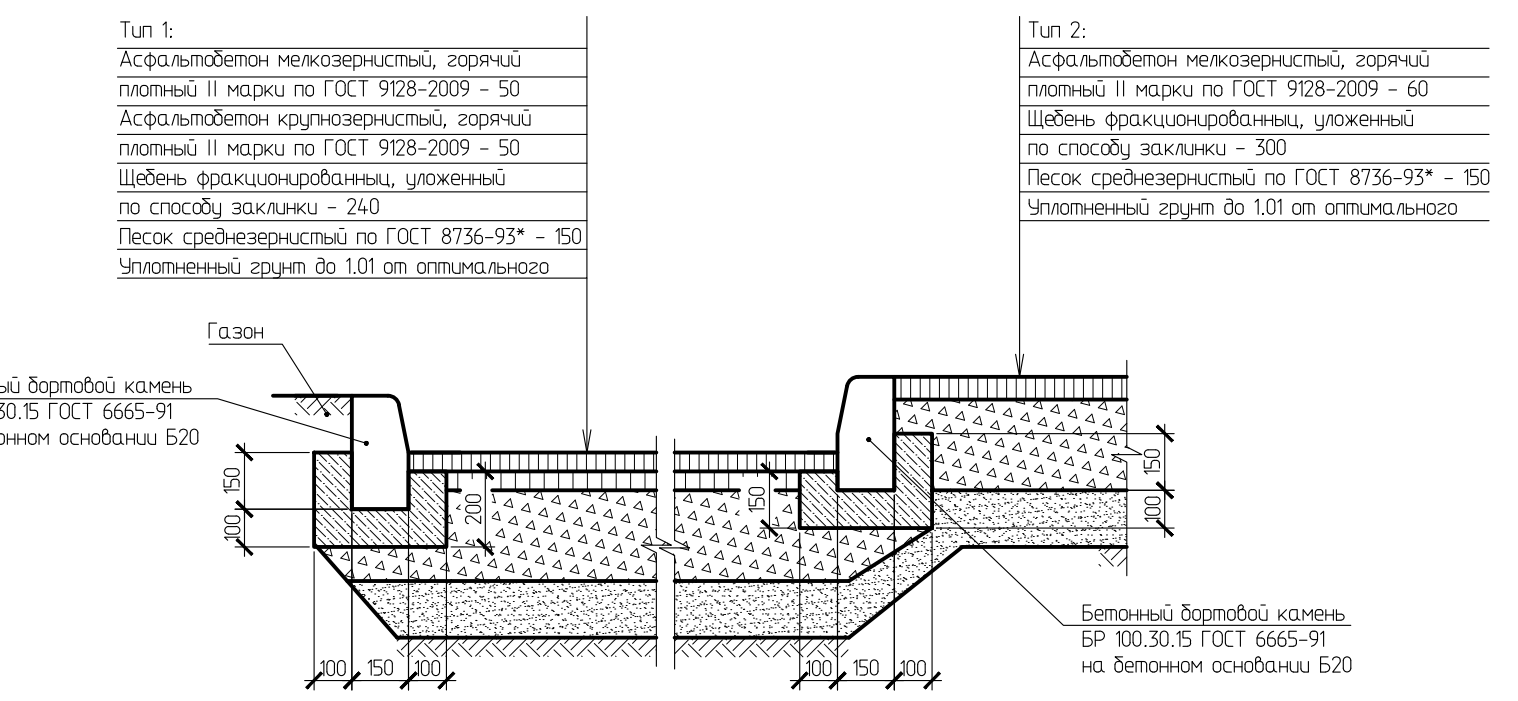 Тип 1:
Асфальтобетон мелкозернистый, горячий
плотный II марки по ГОСТ 9128-2009 - 50
Асфальтобетон крупнозернистый, горячий
плотный II марки по ГОСТ 9128-2009 - 50
Щебень фракционированныц, уложенный
по способу заклинки - 240
Песок среднезернистый по ГОСТ 8736-93* - 150
Уплотненный грунт до 1.01 от оптимального
Тип 2:
Асфальтобетон мелкозернистый, горячий
плотный II марки по ГОСТ 9128-2009 - 60
Щебень фракционированныц, уложенный
по способу заклинки - 300
Песок среднезернистый по ГОСТ 8736-93* - 150
Уплотненный грунт до 1.01 от оптимального
Газон
ый бортовой камень
.30.15 ГОСТ 6665-91
онном основании Б20
150
100
200
150
150
100
100 150 100
100 150 100
Бетонный бортовой камень
БР 100.30.15 ГОСТ 6665-91
на бетонном основании Б20